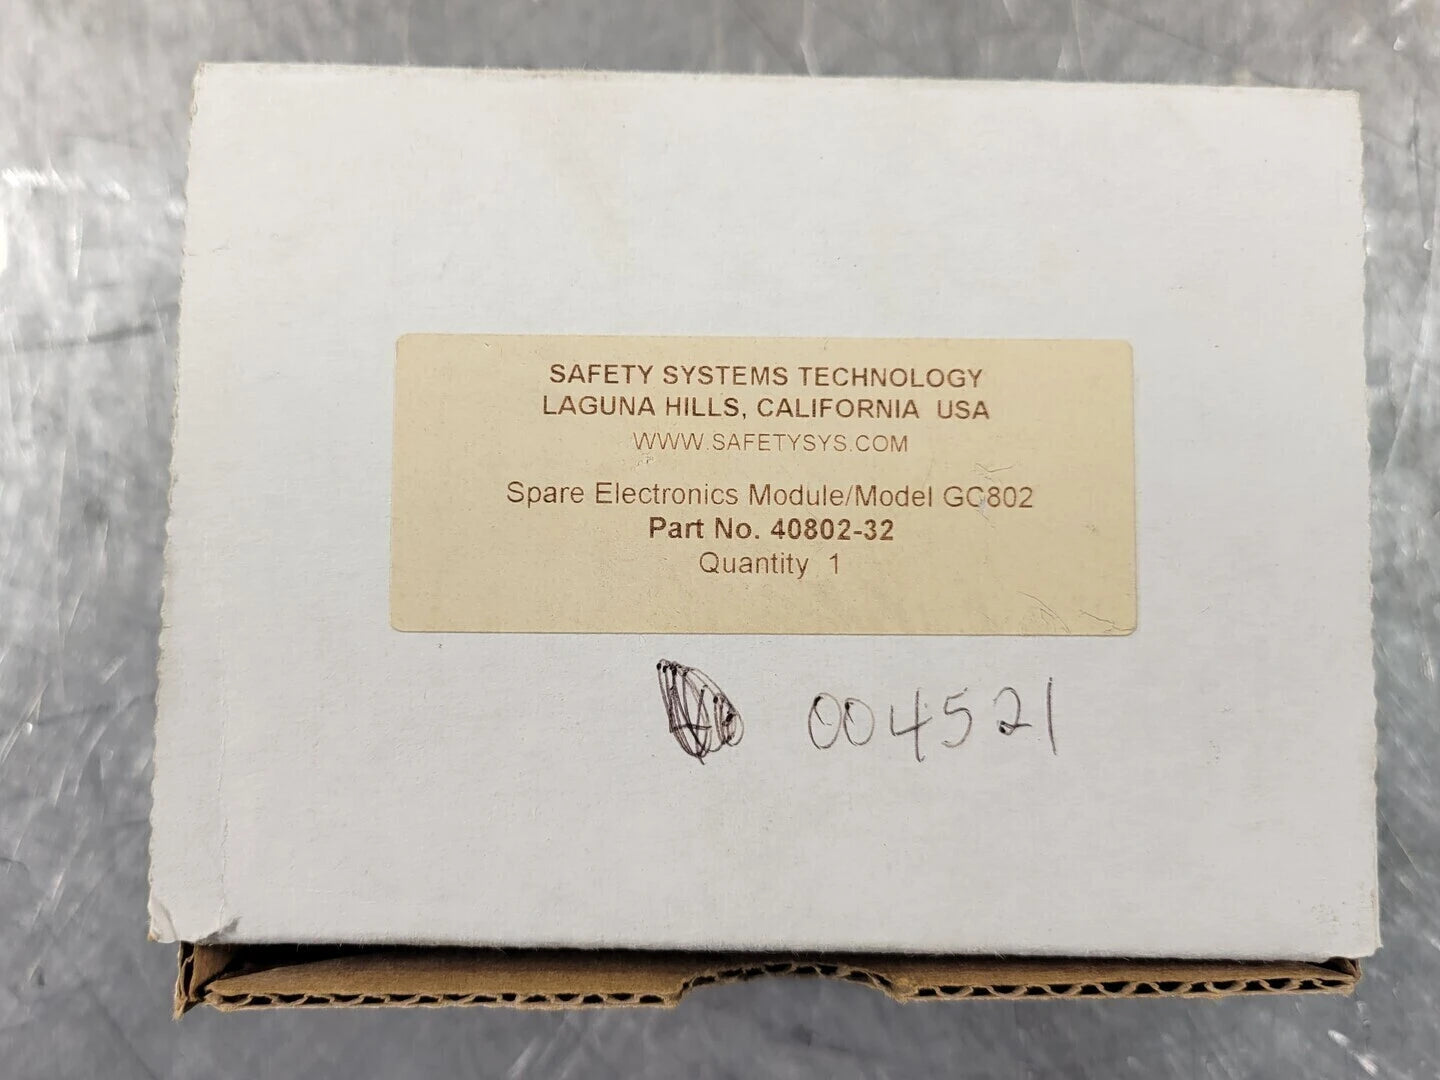 SAFETY SYSTEMS TECHNOLOGY
LAGUNA HILLS, CALIFORNIA USA
WWW.SAFETYSYS.COM
Spare Electronics Module/Model GC802
Part No. 40802-32
Quantity 1
004521